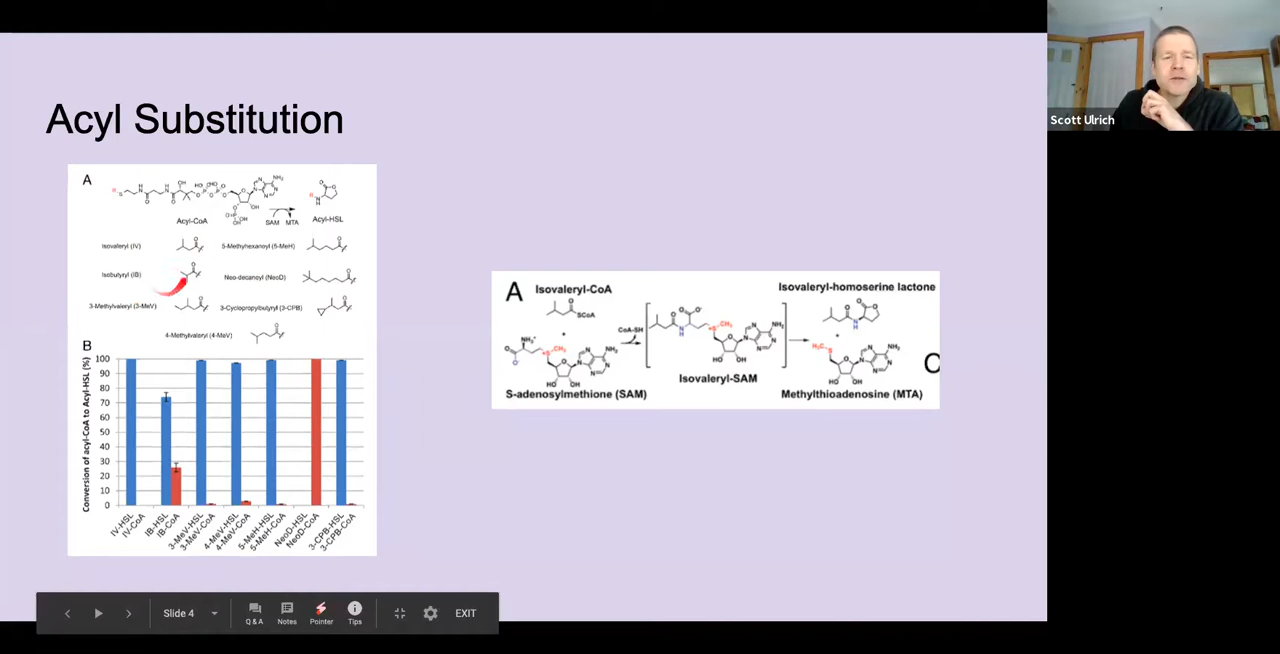 Scott Ulrich
Acyl Substitution
A
Acyl-CoA
SAM MTA
Acyl-HSL
Isovaleryl (IV)
5-Methyhexanoyl (5-MeH)
Isobutyryl (IB)
Neo-decanoyl (NeoD)
3-Methylvaleryl (3-MeV)
3-Cyclopropylbutyryl (3-CPB)
4-Methylvaleryl (4-MeV)
B
Conversion of acyl-CoA to Acyl-HSL (%)
100
90
80
70
60
50
40
30
20
10
0
IV-HSL
IV-CoA
IB-HSL
IB-CoA
3-MeV-HSL
3-MeV-CoA
4-MeV-HSL
4-MeV-CoA
5-MeH-HSL
5-MeH-CoA
NeoD-HSL
NeoD-CoA
3-CPB-HSL
3-CPB-CoA
A
Isovaleryl-CoA
SCoA
+
S-adenosylmethione (SAM)
CoA-SH
Isovaleryl-SAM
Isovaleryl-homoserine lactone
+
Methylthioadenosine (MTA)
C
Slide 4
Q & A
Notes
Pointer
Tips
EXIT